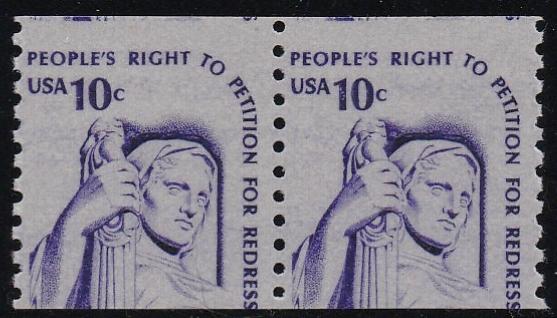 PEOPLE'S RIGHT TO PETITION FOR REDRESS
USA 10c
PEOPLE'S RIGHT TO PETITION FOR REDRESS
USA 10c